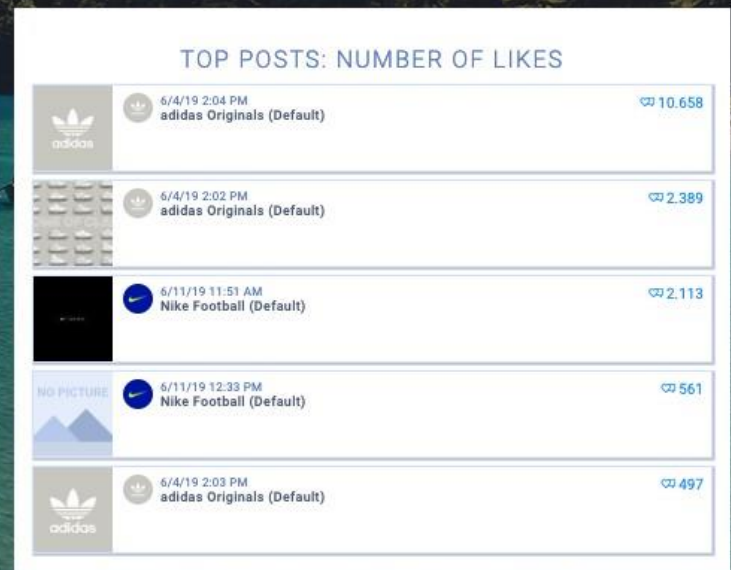 TOP POSTS: NUMBER OF LIKES
adidas
6/4/19 2:04 PM
adidas Originals (Default)
10.658
6/4/19 2:02 PM
adidas Originals (Default)
2.389
6/11/19 11:51 AM
Nike Football (Default)
2.113
NO PICTURE
6/11/19 12:33 PM
Nike Football (Default)
561
adidas
6/4/19 2:03 PM
adidas Originals (Default)
497